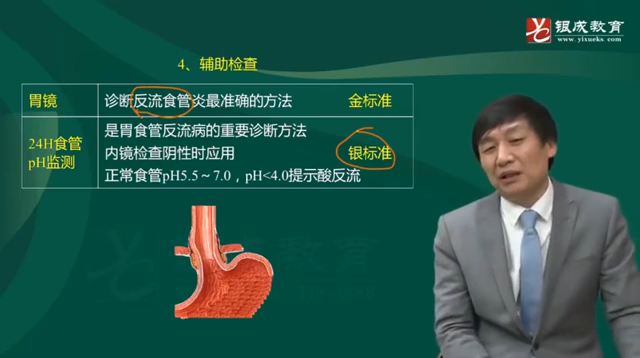 银成教育
www.yixueks.com
4、辅助检查
胃镜 诊断反流食管炎最准确的方法 金标准
24H食管pH监测
是胃食管反流病的重要诊断方法
内镜检查阴性时应用 银标准
正常食管pH5.5～7.0，pH<4.0提示酸反流
银成教育